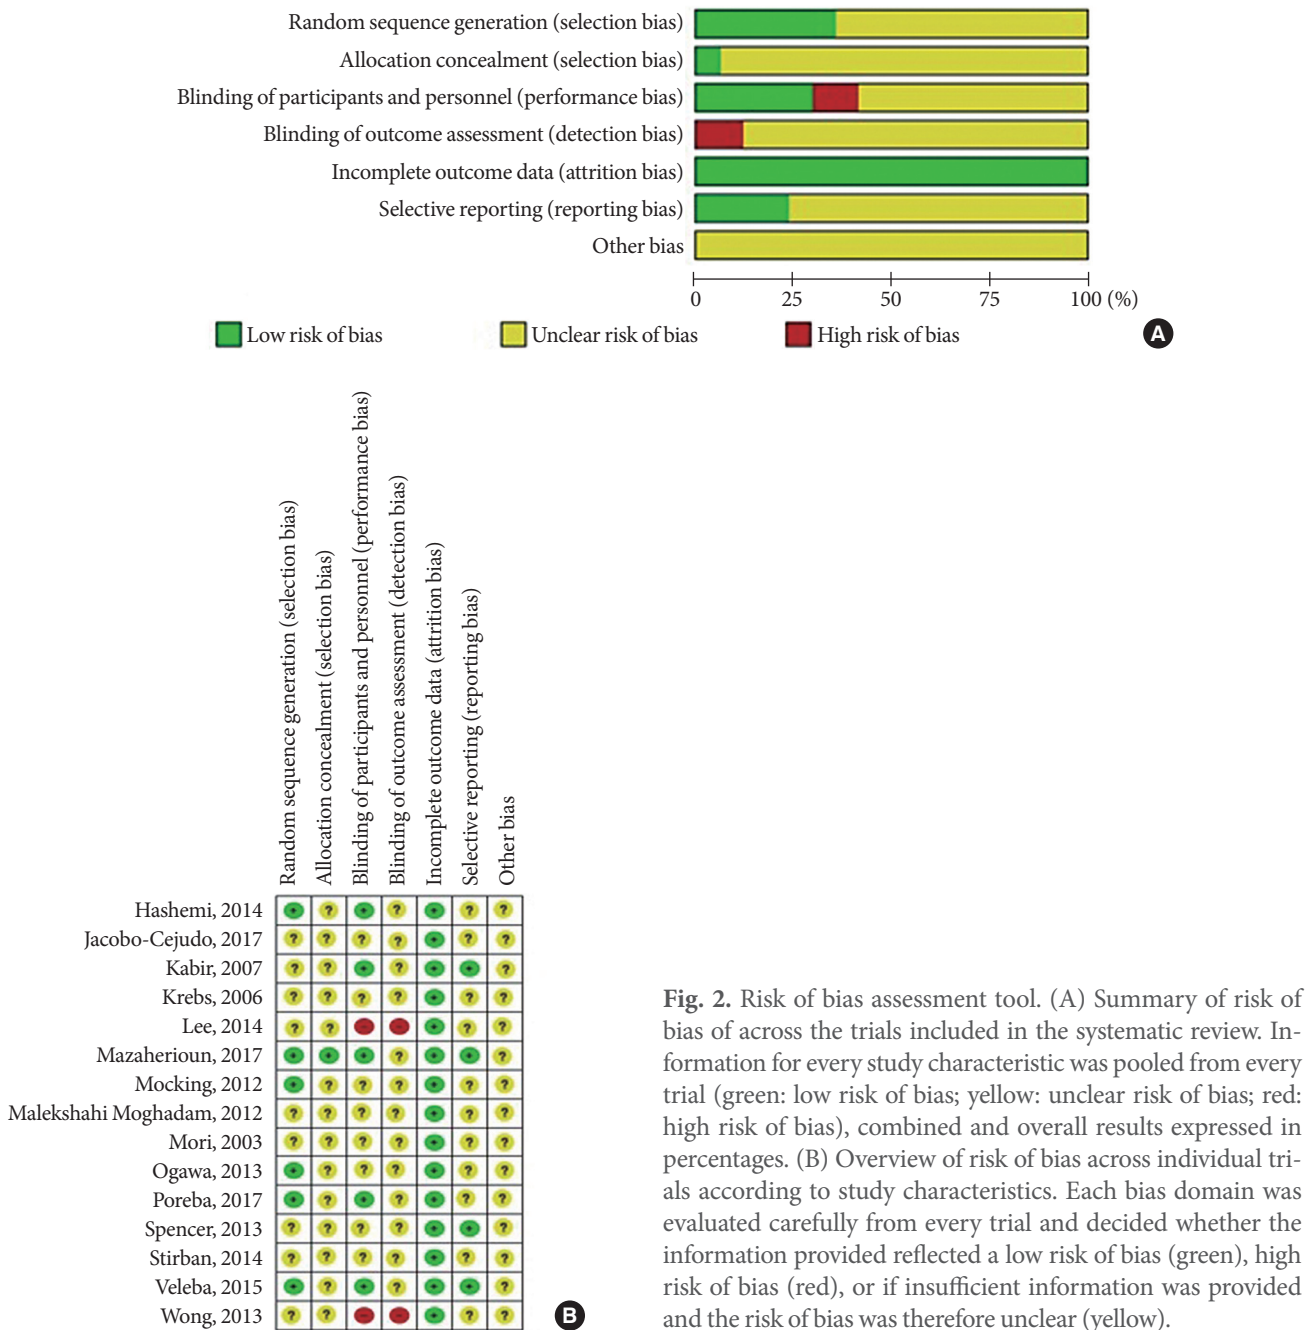 Random sequence generation (selection bias)
Allocation concealment (selection bias)
Blinding of participants and personnel (performance bias)
Blinding of outcome assessment (detection bias)
Incomplete outcome data (attrition bias)
Selective reporting (reporting bias)
Other bias
0 25 50 75 100 (%)
Low risk of bias Unclear risk of bias High risk of bias A
Random sequence generation (selection bias)
Allocation concealment (selection bias)
Blinding of participants and personnel (performance bias)
Blinding of outcome assessment (detection bias)
Incomplete outcome data (attrition bias)
Selective reporting (reporting bias)
Other bias
Hashemi, 2014 + ? + ? + ? ?
Jacobo-Cejudo, 2017 ? ? ? ? + ? ?
Kabir, 2007 ? ? + ? + + ?
Krebs, 2006 ? ? ? ? + ? ?
Lee, 2014 ? ? - - + ? ?
Mazaherioun, 2017 + + + ? + + ?
Mocking, 2012 + ? ? ? + ? ?
Malekshahi Moghadam, 2012 ? ? ? ? + ? ?
Mori, 2003 ? ? ? ? + ? ?
Ogawa, 2013 + ? ? ? + ? ?
Poreba, 2017 + ? + ? + ? ?
Spencer, 2013 ? ? ? ? + + ?
Stirban, 2014 ? ? ? ? + ? ?
Veleba, 2015 + ? + ? + + ?
Wong, 2013 ? ? - - + ? ?
B
Fig. 2. Risk of bias assessment tool. (A) Summary of risk of
bias of across the trials included in the systematic review. In-
formation for every study characteristic was pooled from every
trial (green: low risk of bias; yellow: unclear risk of bias; red:
high risk of bias), combined and overall results expressed in
percentages. (B) Overview of risk of bias across individual tri-
als according to study characteristics. Each bias domain was
evaluated carefully from every trial and decided whether the
information provided reflected a low risk of bias (green), high
risk of bias (red), or if insufficient information was provided
and the risk of bias was therefore unclear (yellow).